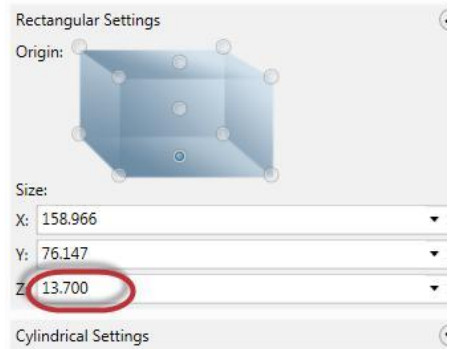 Rectangular Settings
Origin:
Size:
X: 158.966
Y: 76.147
Z 13.700
Cylindrical Settings